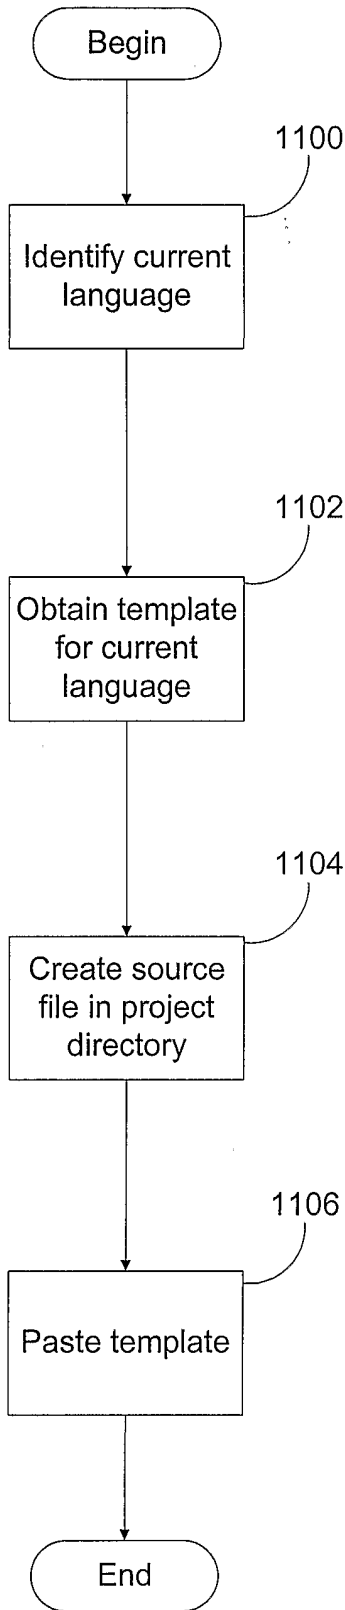 Begin
1100
Identify current
language
1102
Obtain template
for current
language
1104
Create source
file in project
directory
1106
Paste template
End